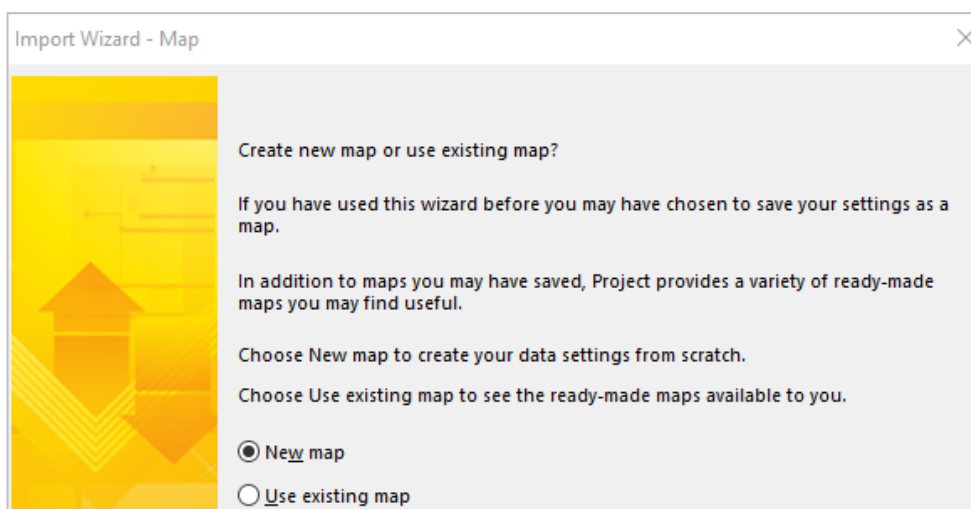 Import Wizard - Map
Create new map or use existing map?
If you have used this wizard before you may have chosen to save your settings as a
map.
In addition to maps you may have saved, Project provides a variety of ready-made
maps you may find useful.
Choose New map to create your data settings from scratch.
Choose Use existing map to see the ready-made maps available to you.
New map
Use existing map